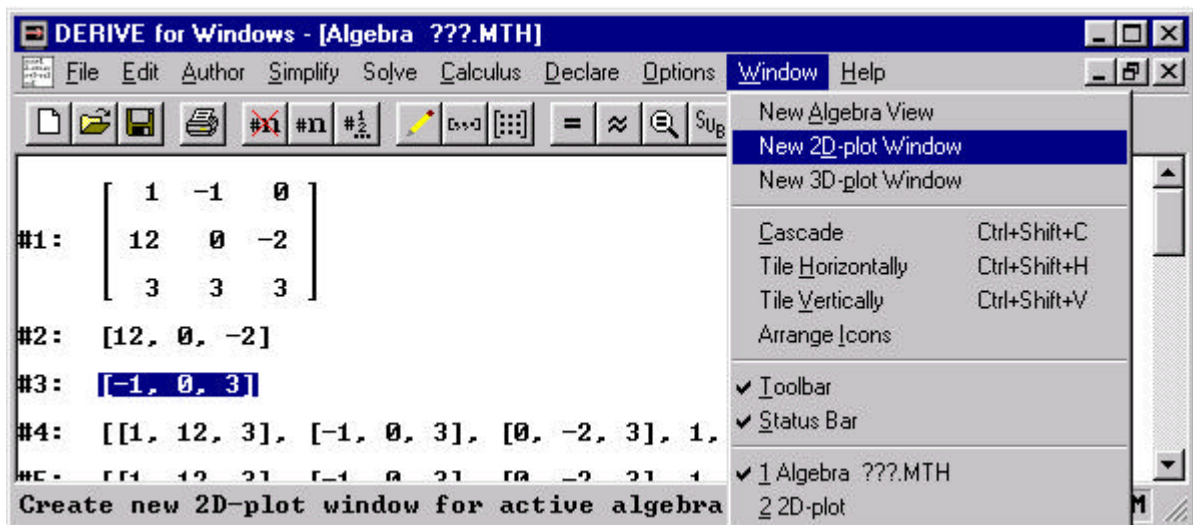 DERIVE for Windows - [Algebra ???.MTH]
File Edit Author Simplify Solve Calculus Declare Options Window Help
#n #n #½ = ≈ SUB
New Algebra View
New 2D-plot Window
New 3D-plot Window
Cascade Ctrl+Shift+C
Tile Horizontally Ctrl+Shift+H
Tile Vertically Ctrl+Shift+V
Arrange Icons
✓ Toolbar
✓ Status Bar
✓ 1 Algebra ???.MTH
2 2D-plot
1 -1 0
#1: 12 0 -2
3 3 3
#2: [12, 0, -2]
#3: [-1, 0, 3]
#4: [[1, 12, 3], [-1, 0, 3], [0, -2, 3], 1,
Create new 2D-plot window for active algebra
M